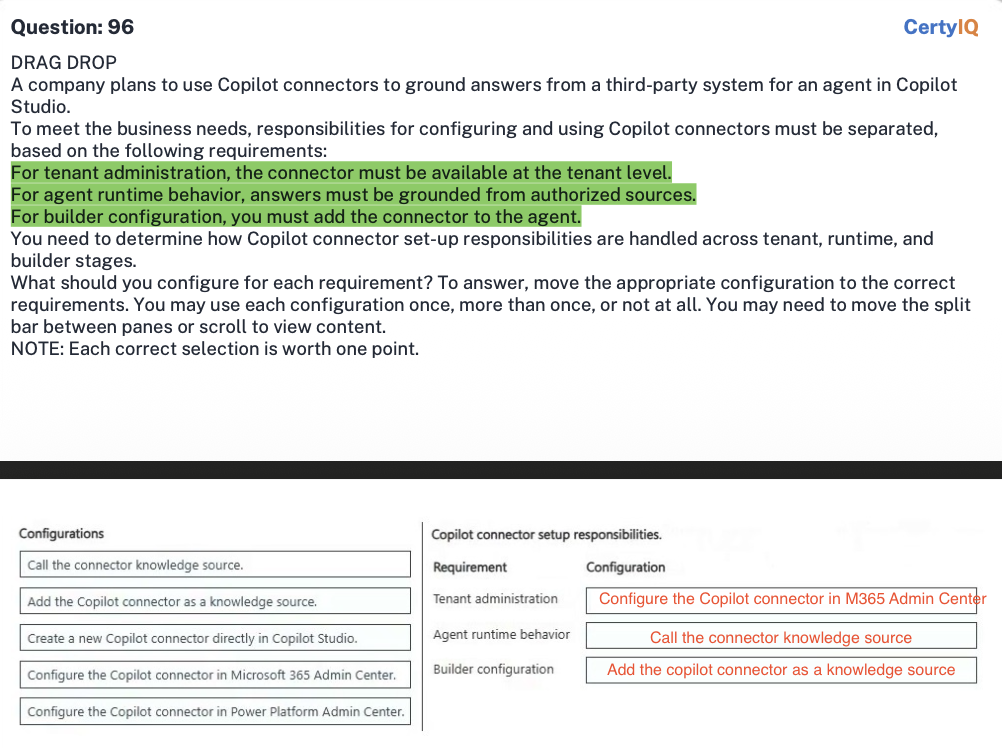 Question: 96
CertyIQ
DRAG DROP
A company plans to use Copilot connectors to ground answers from a third-party system for an agent in Copilot
Studio.
To meet the business needs, responsibilities for configuring and using Copilot connectors must be separated,
based on the following requirements:
For tenant administration, the connector must be available at the tenant level.
For agent runtime behavior, answers must be grounded from authorized sources.
For builder configuration, you must add the connector to the agent.
You need to determine how Copilot connector set-up responsibilities are handled across tenant, runtime, and
builder stages.
What should you configure for each requirement? To answer, move the appropriate configuration to the correct
requirements. You may use each configuration once, more than once, or not at all. You may need to move the split
bar between panes or scroll to view content.
NOTE: Each correct selection is worth one point.
Configurations
Call the connector knowledge source.
Add the Copilot connector as a knowledge source.
Create a new Copilot connector directly in Copilot Studio.
Configure the Copilot connector in Microsoft 365 Admin Center.
Configure the Copilot connector in Power Platform Admin Center.
Copilot connector setup responsibilities.
Requirement Configuration
Tenant administration Configure the Copilot connector in M365 Admin Center
Agent runtime behavior Call the connector knowledge source
Builder configuration Add the copilot connector as a knowledge source